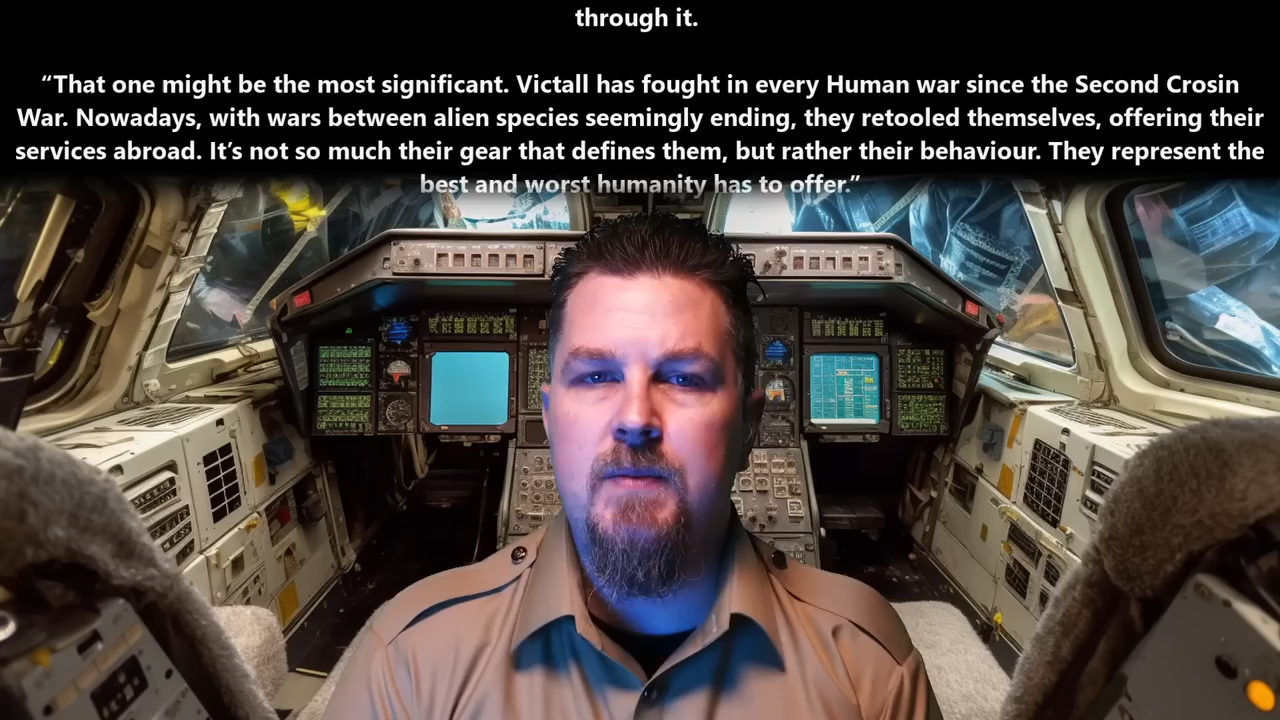 through it.
“That one might be the most significant. Victall has fought in every Human war since the Second Crosin
War. Nowadays, with wars between alien species seemingly ending, they retooled themselves, offering their
services abroad. It’s not so much their gear that defines them, but rather their behaviour. They represent the
best and worst humanity has to offer.”